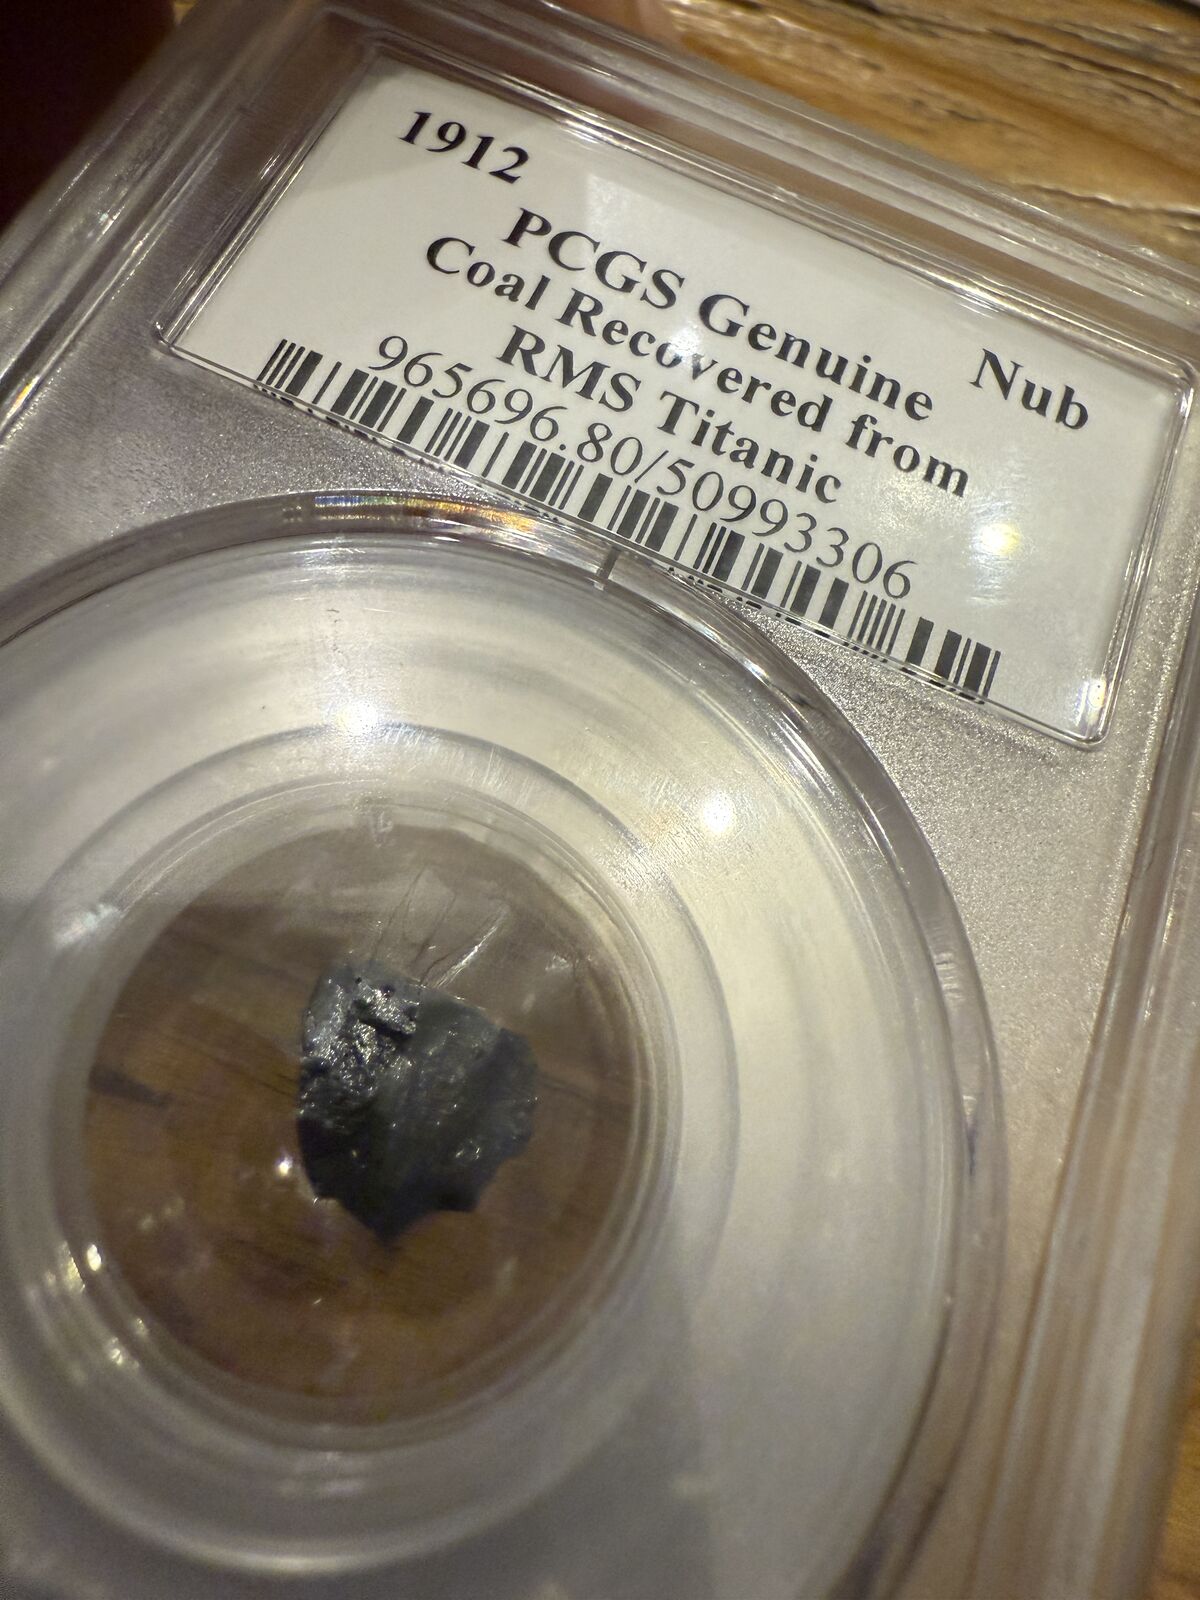 1912 Nub
PCGS Genuine
Coal Recovered from
RMS Titanic
965696.80/50993306